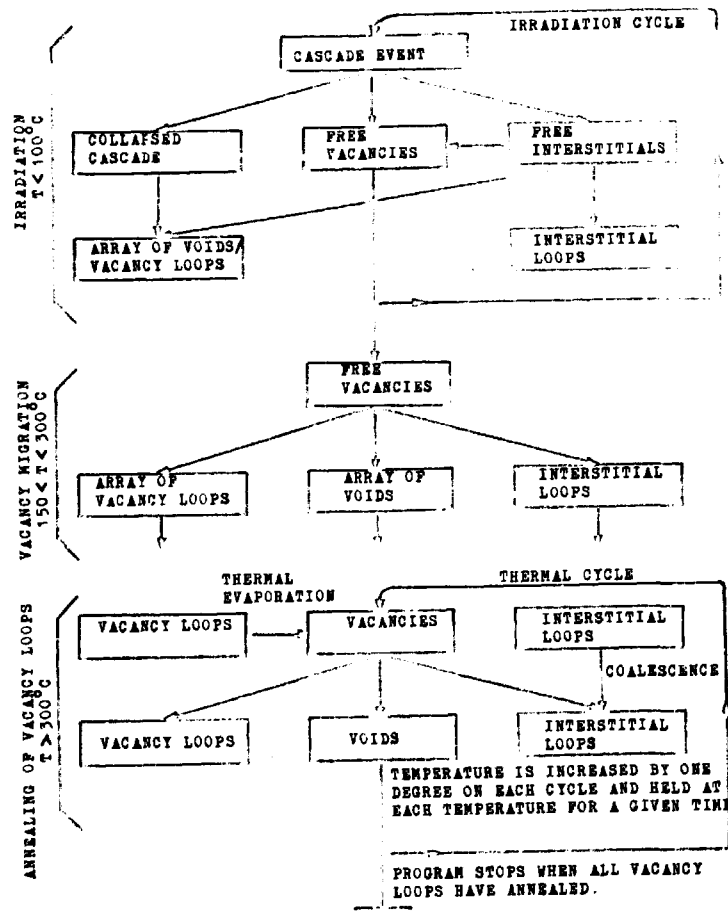 IRRADIATION CYCLE
CASCADE EVENT
IRRADIATION
T < 100°C
COLLAPSED
CASCADE
FREE
VACANCIES
FREE
INTERSTITIALS
ARRAY OF VOIDS/
VACANCY LOOPS
INTERSTITIAL
LOOPS
VACANCY MIGRATION
150 < T < 300°C
FREE
VACANCIES
ARRAY OF
VACANCY LOOPS
ARRAY OF
VOIDS
INTERSTITIAL
LOOPS
ANNEALING OF VACANCY LOOPS
T > 300°C
THERMAL
EVAPORATION
THERMAL CYCLE
VACANCY LOOPS
VACANCIES
INTERSTITIAL
LOOPS
COALESCENCE
VACANCY LOOPS
VOIDS
INTERSTITIAL
LOOPS
TEMPERATURE IS INCREASED BY ONE
DEGREE ON EACH CYCLE AND HELD AT
EACH TEMPERATURE FOR A GIVEN TIME
PROGRAM STOPS WHEN ALL VACANCY
LOOPS HAVE ANNEALED.